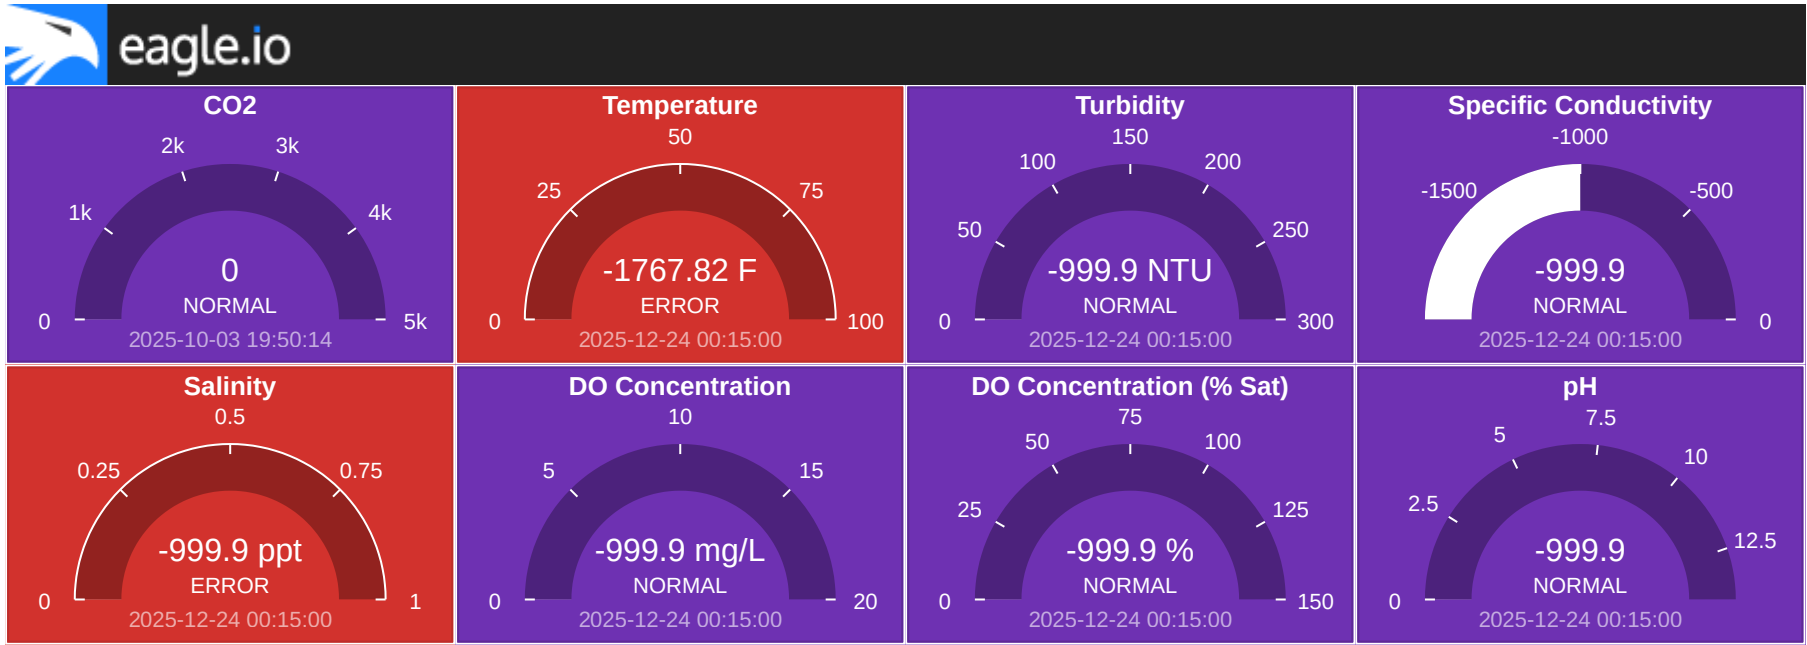 eagle.io
CO2
2k 3k
1k 4k
0
NORMAL
0 5k
2025-10-03 19:50:14
Temperature
50
25 75
-1767.82 F
ERROR
0 100
2025-12-24 00:15:00
Turbidity
150
100 200
50 250
-999.9 NTU
NORMAL
0 300
2025-12-24 00:15:00
Specific Conductivity
-1000
-1500 -500
-999.9
NORMAL
0
2025-12-24 00:15:00
Salinity
0.5
0.25 0.75
-999.9 ppt
ERROR
0 1
2025-12-24 00:15:00
DO Concentration
10
5 15
-999.9 mg/L
NORMAL
0 20
2025-12-24 00:15:00
DO Concentration (% Sat)
75
50 100
25 125
-999.9 %
NORMAL
0 150
2025-12-24 00:15:00
pH
7.5
5 10
2.5 12.5
-999.9
NORMAL
0
2025-12-24 00:15:00